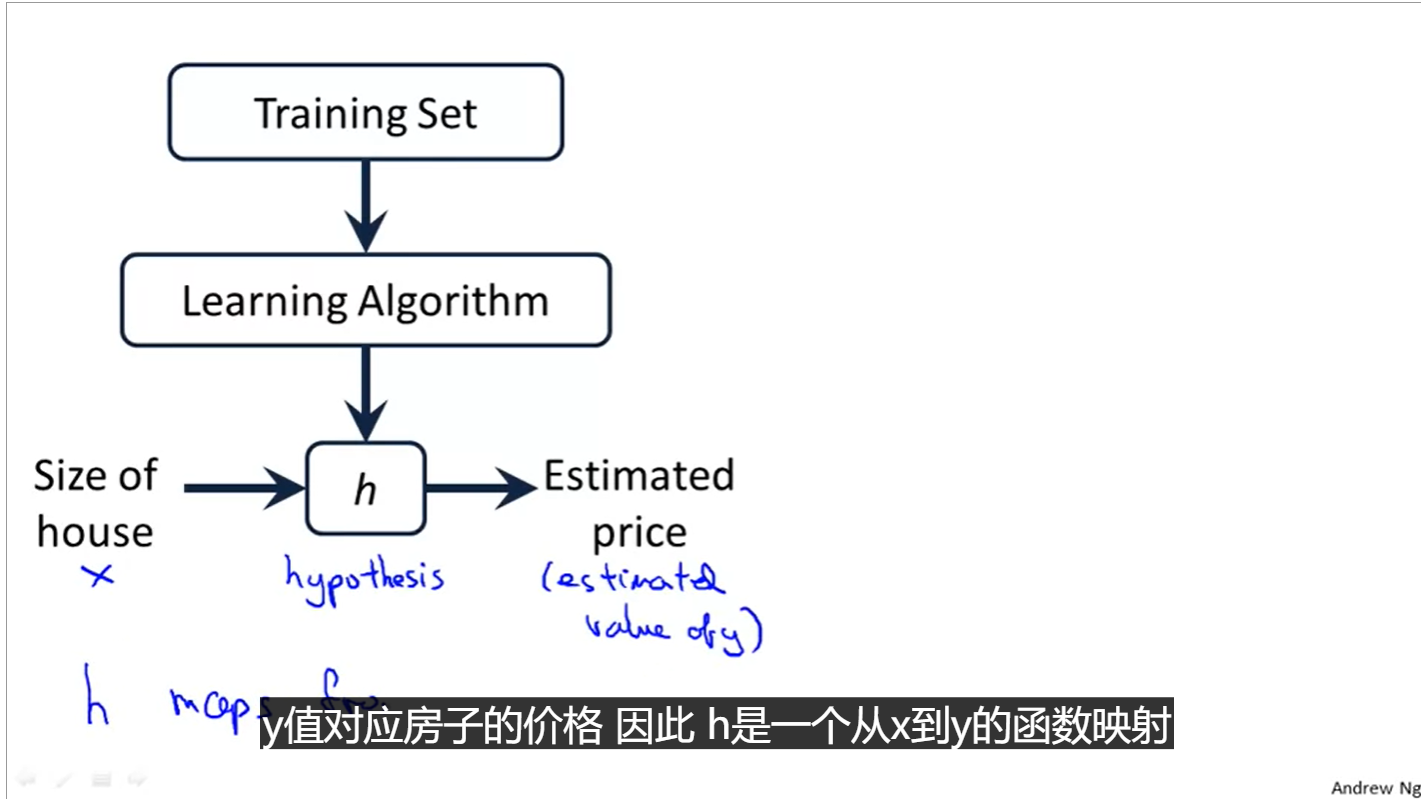 Training Set
Learning Algorithm
Size of
house
h
Estimated
price
x
hypothesis
(estimated
value of y)
h maps
y值对应房子的价格 因此 h是一个从x到y的函数映射
Andrew Ng